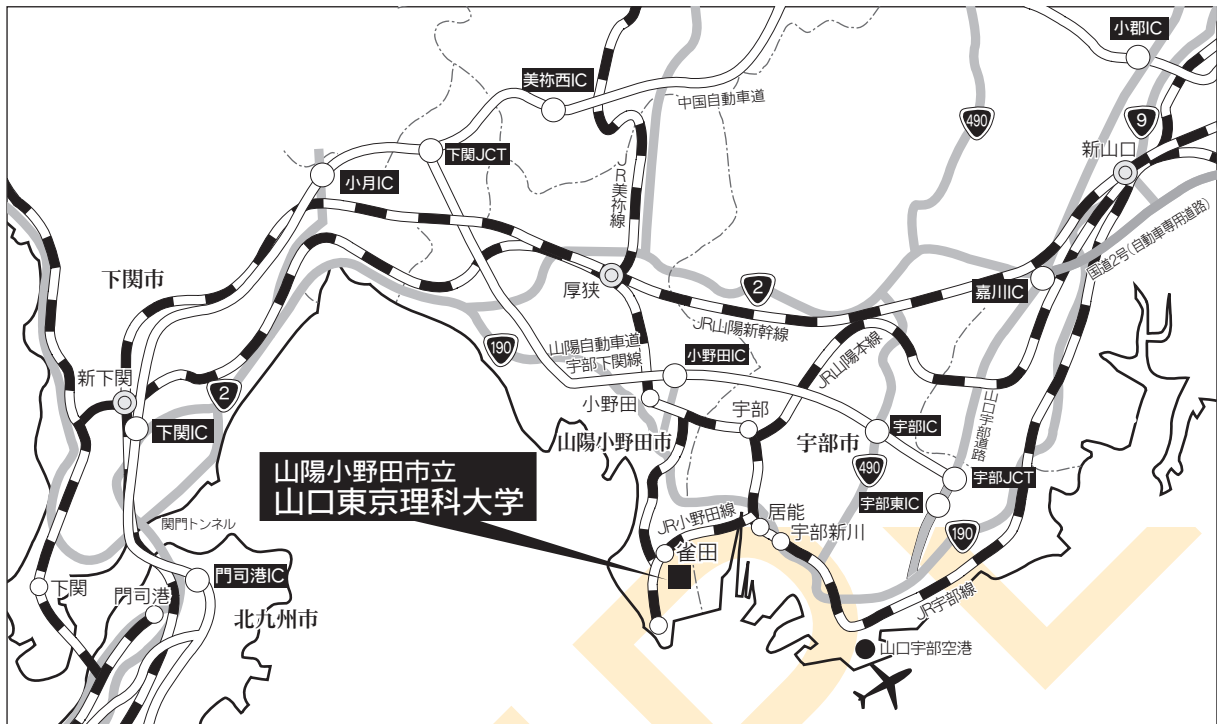 小郡IC
美祢西IC
中国自動車道
490
9
下関JCT
新山口
小月IC
JR美祢線
国道2号(自動車専用道路)
下関市
厚狭
2
嘉川IC
JR山陽新幹線
190
山陽自動車道
宇部下関線
小野田IC
JR山陽本線
新下関
2
小野田
宇部
山口宇部道路
下関IC
山陽小野田市
宇部市
宇部IC
山陽小野田市立
山口東京理科大学
490
宇部JCT
宇部東IC
関門トンネル
JR小野田線
居能
宇部新川
190
雀田
下関
門司港IC
門司港
北九州市
JR宇部線
山口宇部空港